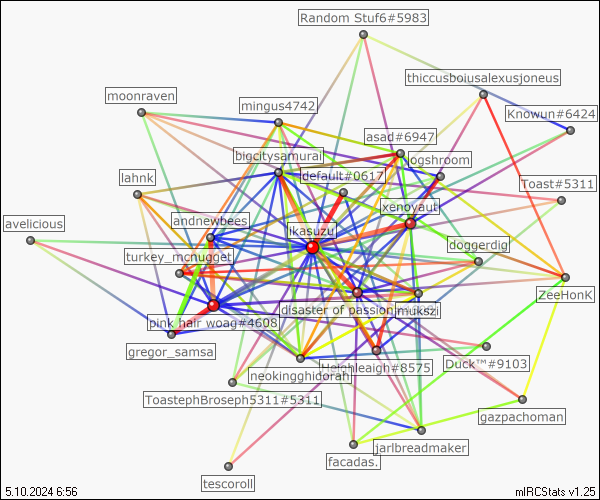 Random Stuf6#5983
thiccusboiusalexusjoneus
moonraven
mingus4742
Knowun#6424
asad#6947
bigcitysamurai
logshroom
lahnk
default#0617
Toast#5311
xenoyaut
avelicious
andnewbees
ikasuzu
doggerdig
turkey_mcnugget
ZeeHonK
disaster of passion
mukszi
pink hair woag#4608
gregor_samsa
Heighleaigh#8575
Duck™#9103
neokingghidorah
ToastephBroseph5311#5311
gazpachoman
jarlbreadmaker
facadas.
tescoroll
5.10.2024 6:56
mIRCStats v1.25